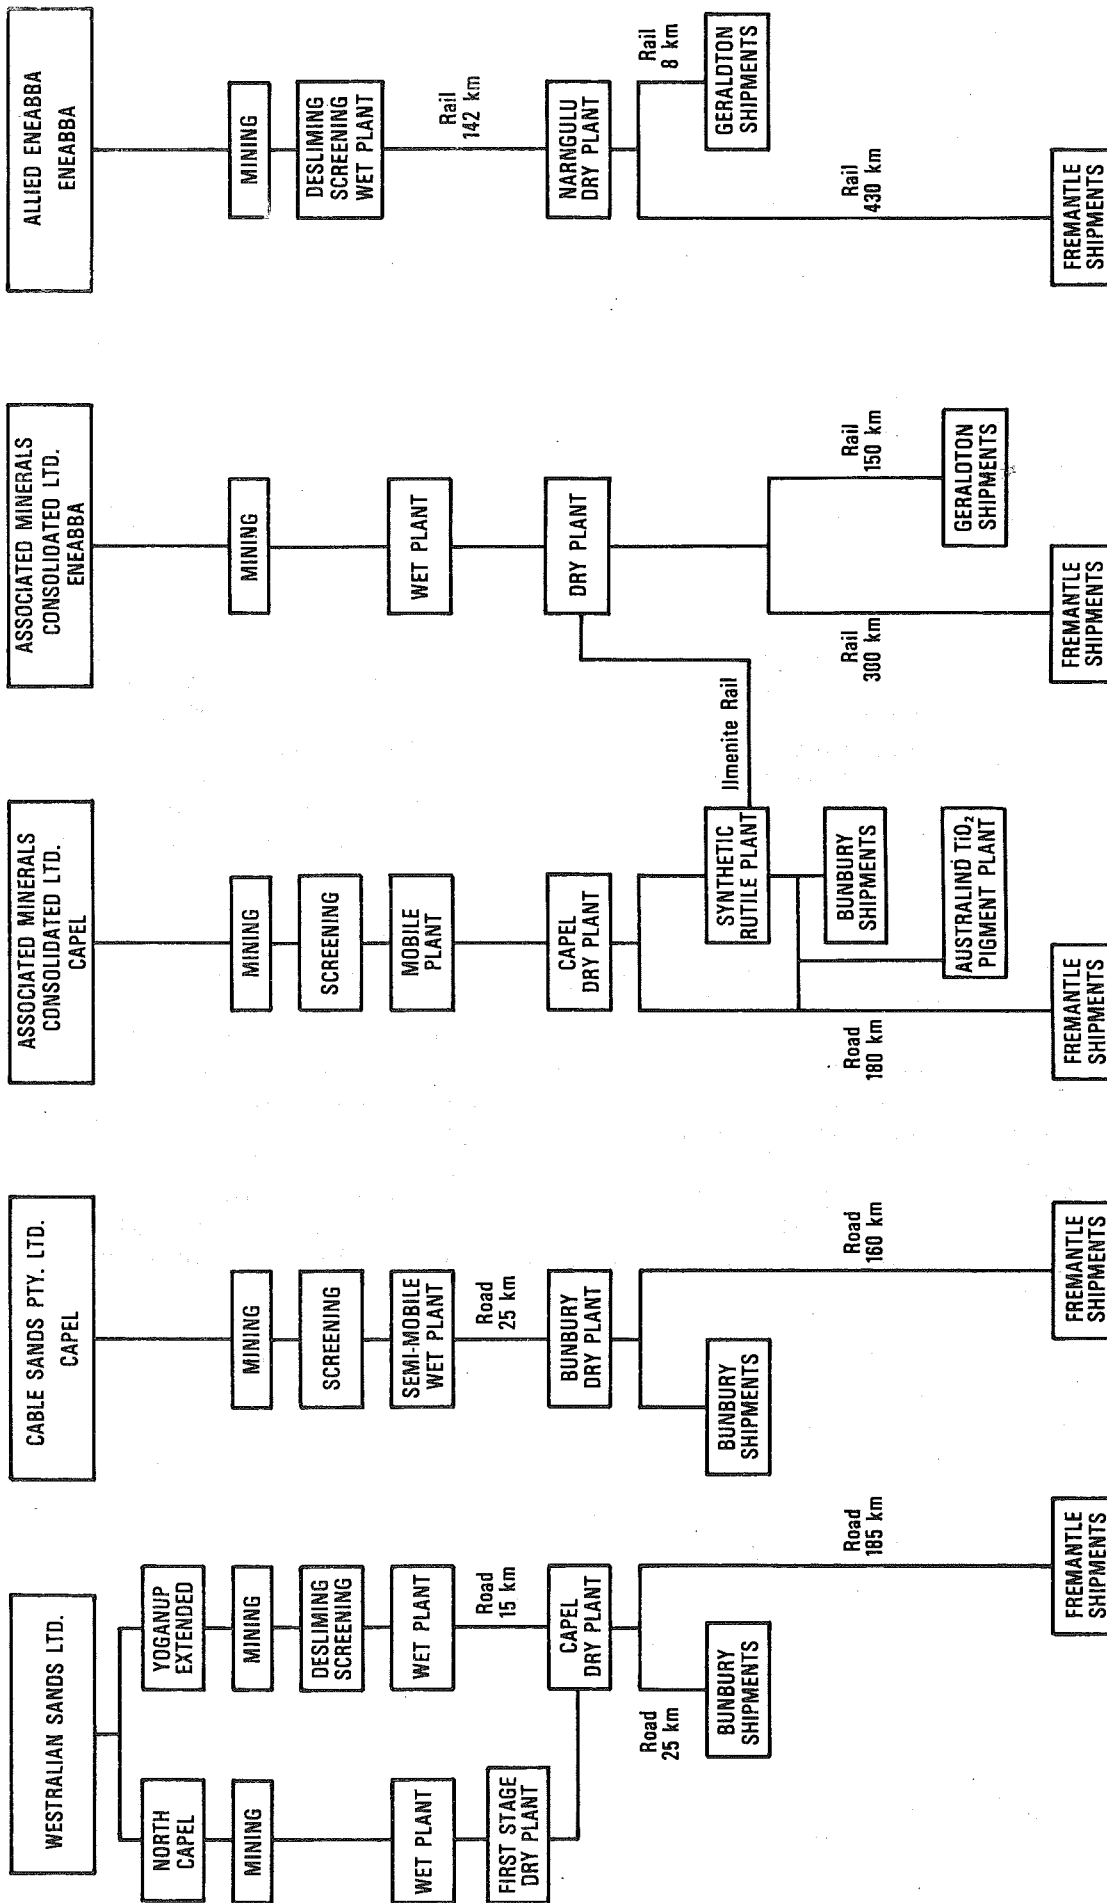 WESTRALIAN SANDS LTD.
NORTH
CAPEL
MINING
WET PLANT
FIRST STAGE
DRY PLANT
YOGANUP
EXTENDED
MINING
DESLIMING
SCREENING
WET PLANT
Road
15 km
CAPEL
DRY PLANT
Road
25 km
BUNBURY
SHIPMENTS
Road
185 km
FREMANTLE
SHIPMENTS
CABLE SANDS PTY. LTD.
CAPEL
MINING
SCREENING
SEMI-MOBILE
WET PLANT
Road
25 km
BUNBURY
DRY PLANT
BUNBURY
SHIPMENTS
Road
160 km
FREMANTLE
SHIPMENTS
ASSOCIATED MINERALS
CONSOLIDATED LTD.
CAPEL
MINING
SCREENING
MOBILE
PLANT
CAPEL
DRY PLANT
SYNTHETIC
RUTILE PLANT
Ilmenite Rail
BUNBURY
SHIPMENTS
AUSTRALIND TiO₂
PIGMENT PLANT
Road
180 km
FREMANTLE
SHIPMENTS
ASSOCIATED MINERALS
CONSOLIOATED LTD.
ENEABBA
MINING
WET PLANT
DRY PLANT
Rail
300 km
Rail
150 km
GERALOTON
SHIPMENTS
FREMANTLE
SHIPMENTS
ALLIED ENEABBA
ENEABBA
MINING
DESLIMING
SCREENING
WET PLANT
Rail
142 km
NARNGULU
DRY PLANT
Rail
8 km
GERALDTON
SHIPMENTS
Rail
430 km
FREMANTLE
SHIPMENTS